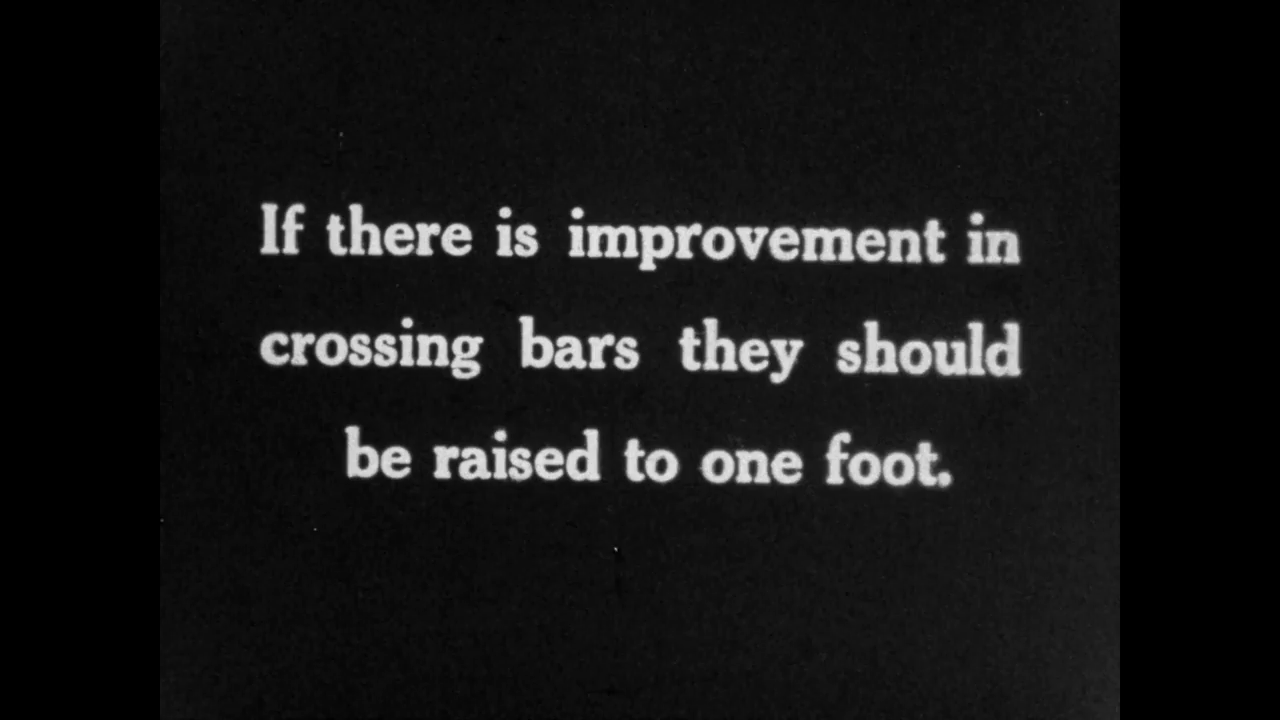 If there is improvement in
crossing bars they should
be raised to one foot.